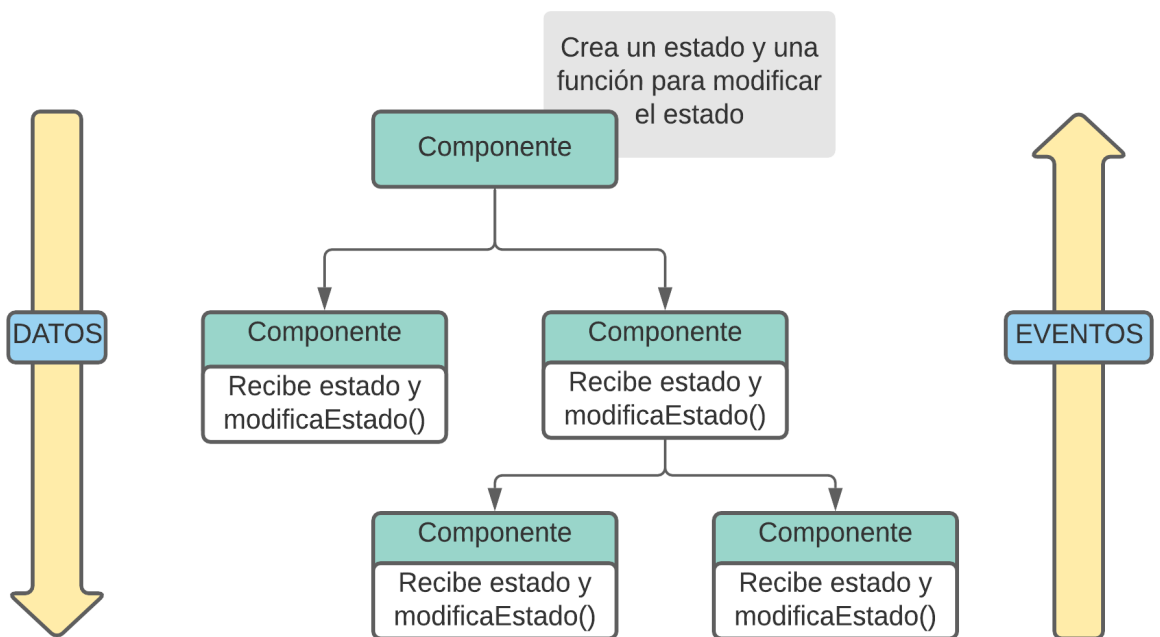 Crea un estado y una
función para modificar
el estado
Componente
DATOS
EVENTOS
Componente
Recibe estado y
modificaEstado()
Componente
Recibe estado y
modificaEstado()
Componente
Recibe estado y
modificaEstado()
Componente
Recibe estado y
modificaEstado()